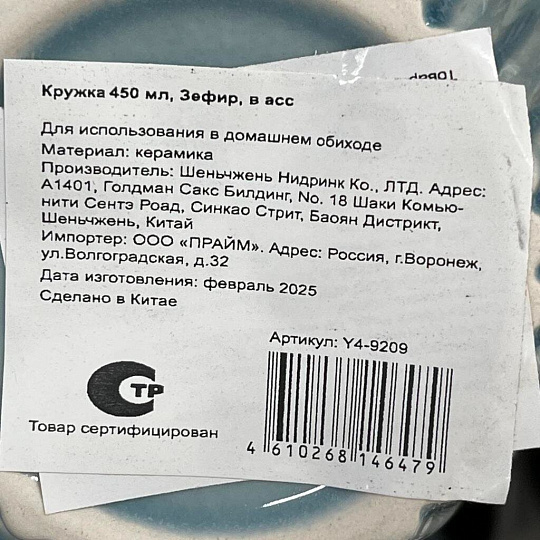 Товар
Кружка 450 мл, Зефир, в асс
Для использования в домашнем обиходе
Материал: керамика
Производитель: Шеньчжень Нидринк Ко., ЛТД. Адрес:
А1401, Голдман Сакс Билдинг, No. 18 Шаки Комью-
нити Сентэ Роад, Синкао Стрит, Баоян Дистрикт,
Шеньчжень, Китай
Импортер: ООО «ПРАЙМ». Адрес: Россия, г.Воронеж,
ул.Волгоградская, д.32
Дата изготовления: февраль 2025
Сделано в Китае
Артикул: Y4-9209
СТР
Товар сертифицирован
4 610268 146479